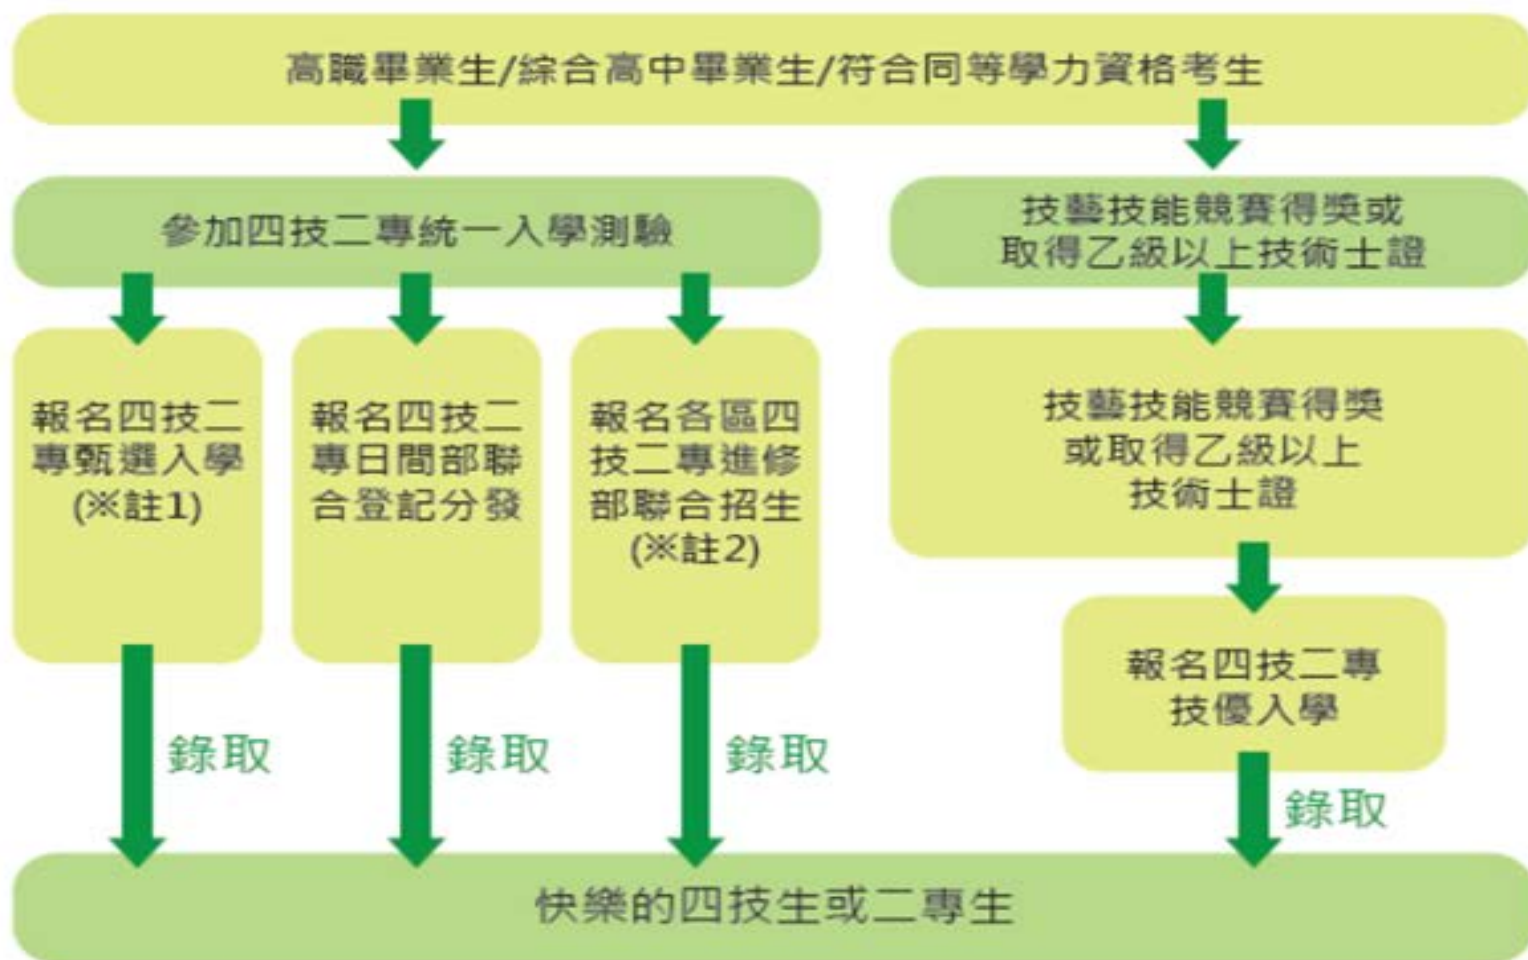 高職畢業生/綜合高中畢業生/符合同等學力資格考生
參加四技二專統一入學測驗
技藝技能競賽得獎或
取得乙級以上技術士證
報名四技二
專甄選入學
(※註1)
報名四技二
專日間部聯
合登記分發
報名各區四
技二專進修
部聯合招生
(※註2)
技藝技能競賽得獎
或取得乙級以上
技術士證
報名四技二專
技優入學
錄取
錄取
錄取
錄取
快樂的四技生或二專生